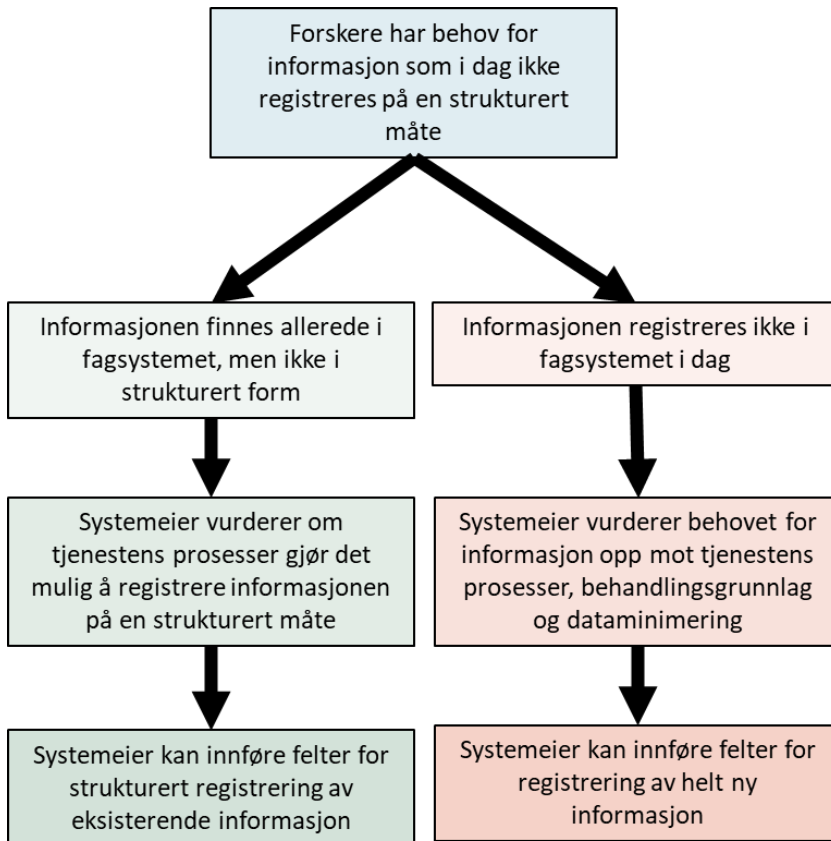 Forskere har behov for
informasjon som i dag ikke
registreres på en strukturert
måte
Informasjonen finnes allerede i
fagsystemet, men ikke i
strukturert form
Informasjonen registreres ikke i
fagsystemet i dag
Systemeier vurderer om
tjenestens prosesser gjør det
mulig å registrere informasjonen
på en strukturert måte
Systemeier vurderer behovet for
informasjon opp mot tjenestens
prosesser, behandlingsgrunnlag
og dataminimering
Systemeier kan innføre felter for
strukturert registrering av
eksisterende informasjon
Systemeier kan innføre felter for
registrering av helt ny
informasjon